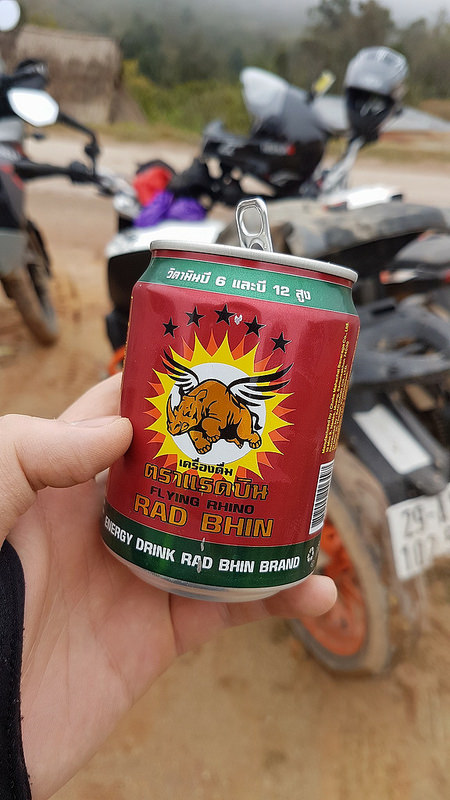 วิตามินบี 6 และบี 12 สูง
เครื่องดื่ม
ตราแรดบิน
FLYING RHINO
RAD BHIN
ENERGY DRINK RAD BHIN BRAND